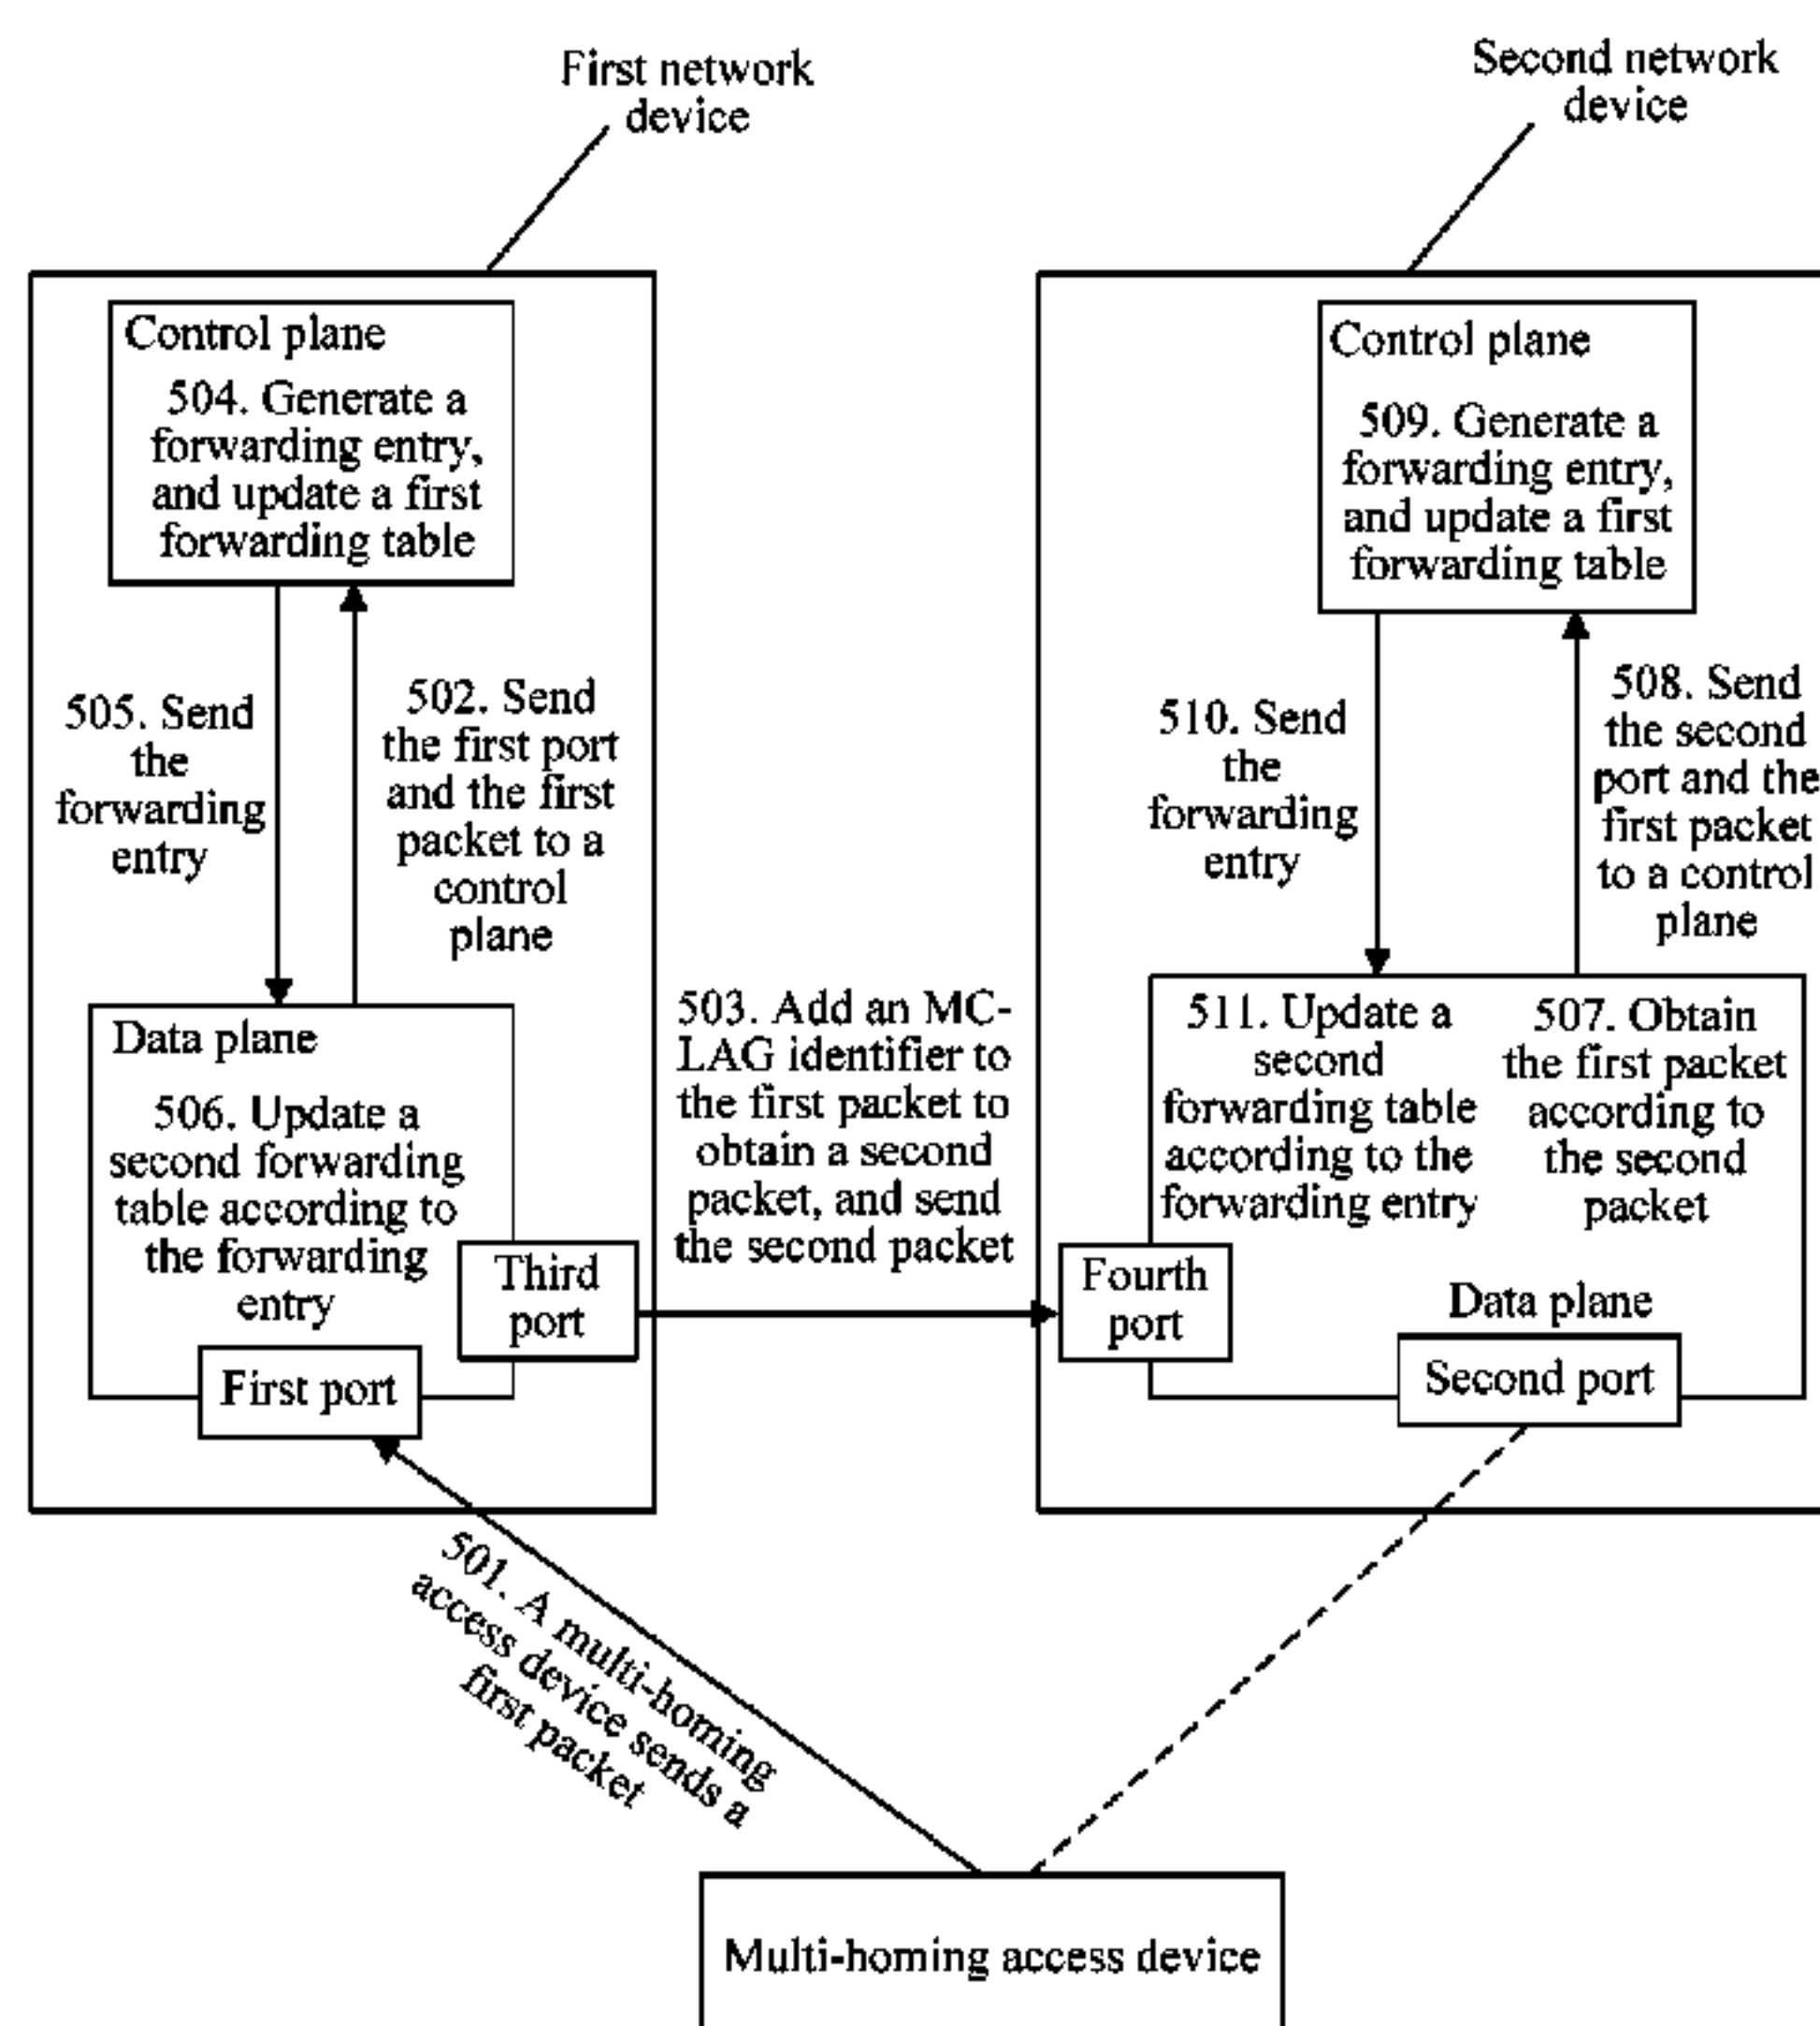 First network
device
Second network
device
Control plane
504. Generate a
forwarding entry,
and update a first
forwarding table
Control plane
509. Generate a
forwarding entry,
and update a first
forwarding table
505. Send
the
forwarding
entry
502. Send
the first port
and the first
packet to a
control
plane
510. Send
the
forwarding
entry
508. Send
the second
port and the
first packet
to a control
plane
Data plane
506. Update a
second forwarding
table according to
the forwarding
entry
Third
port
First port
503. Add an MC-
LAG identifier to
the first packet to
obtain a second
packet, and send
the second packet
511. Update a
second
forwarding table
according to the
forwarding entry
507. Obtain
the first packet
according to
the second
packet
Fourth
port
Data plane
Second port
501. A multi-homing
access device sends a
first packet
Multi-homing access device